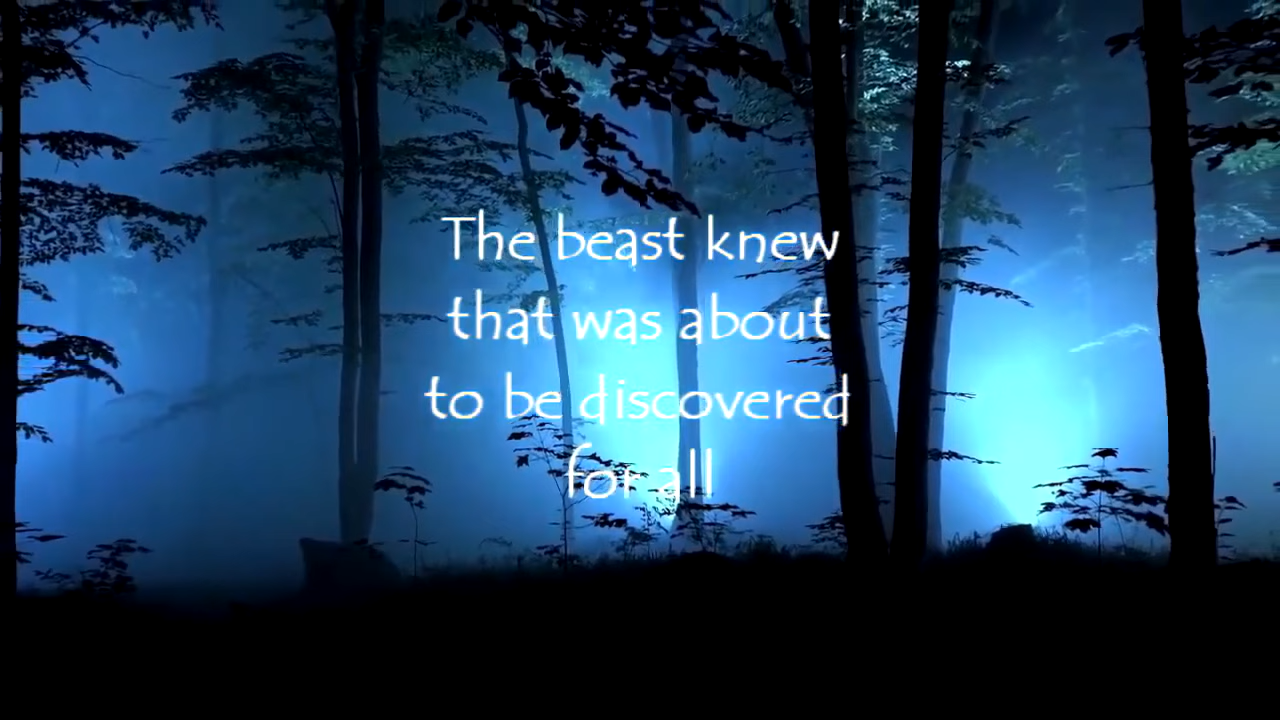 The beast knew
that was about
to be discovered
for all